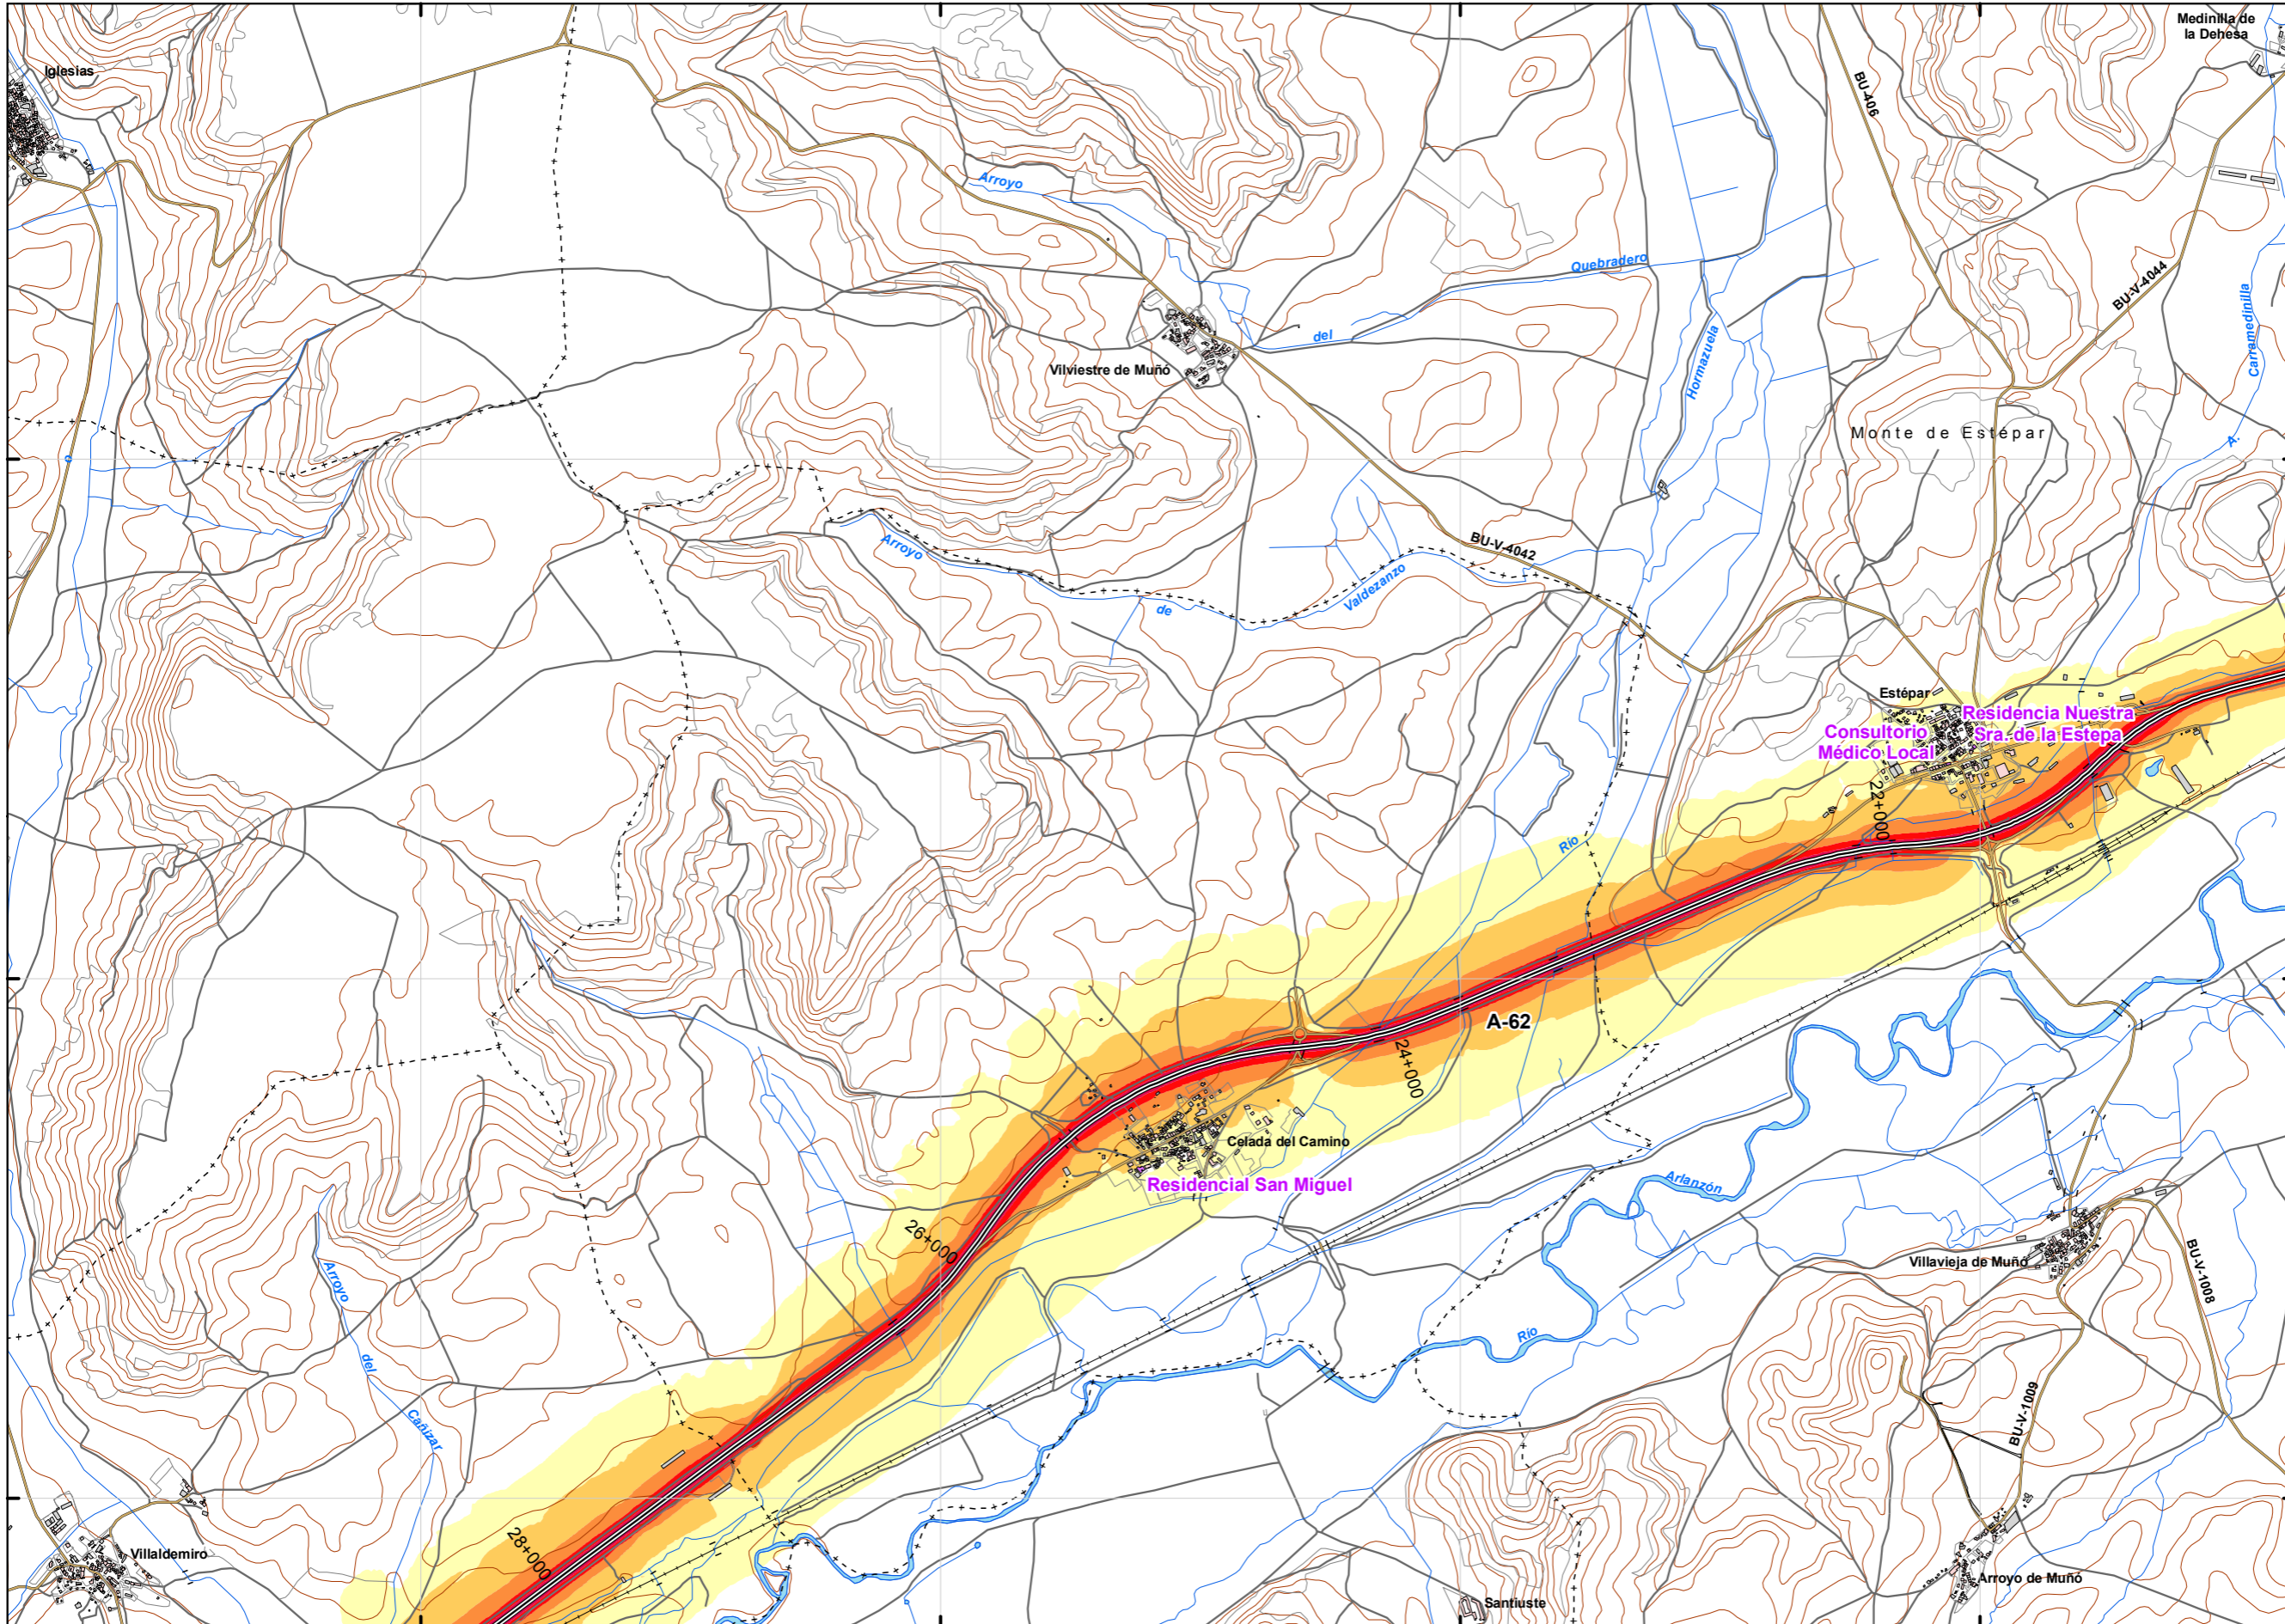 Medinilla de
la Dehesa
Iglesias
BU-406
Arroyo
Quebradero
BU-V-4044
Carramedinilla
del
Hormazuela
Vilviestre de Muñó
Monte de Estépar
A.
BU-V-4042
Arroyo
Valdezanzo
de
Estépar
Residencia Nuestra
Sra. de la Estepa
Consultorio
Médico Local
22+000
Río
A-62
24+000
Celada del Camino
Arlanzón
Residencial San Miguel
26+000
Villavieja de Muñó
BU-V-1008
Arroyo
Río
del
BU-V-1009
Cañizar
28+000
Villaldemiro
Arroyo de Muñó
Santiuste